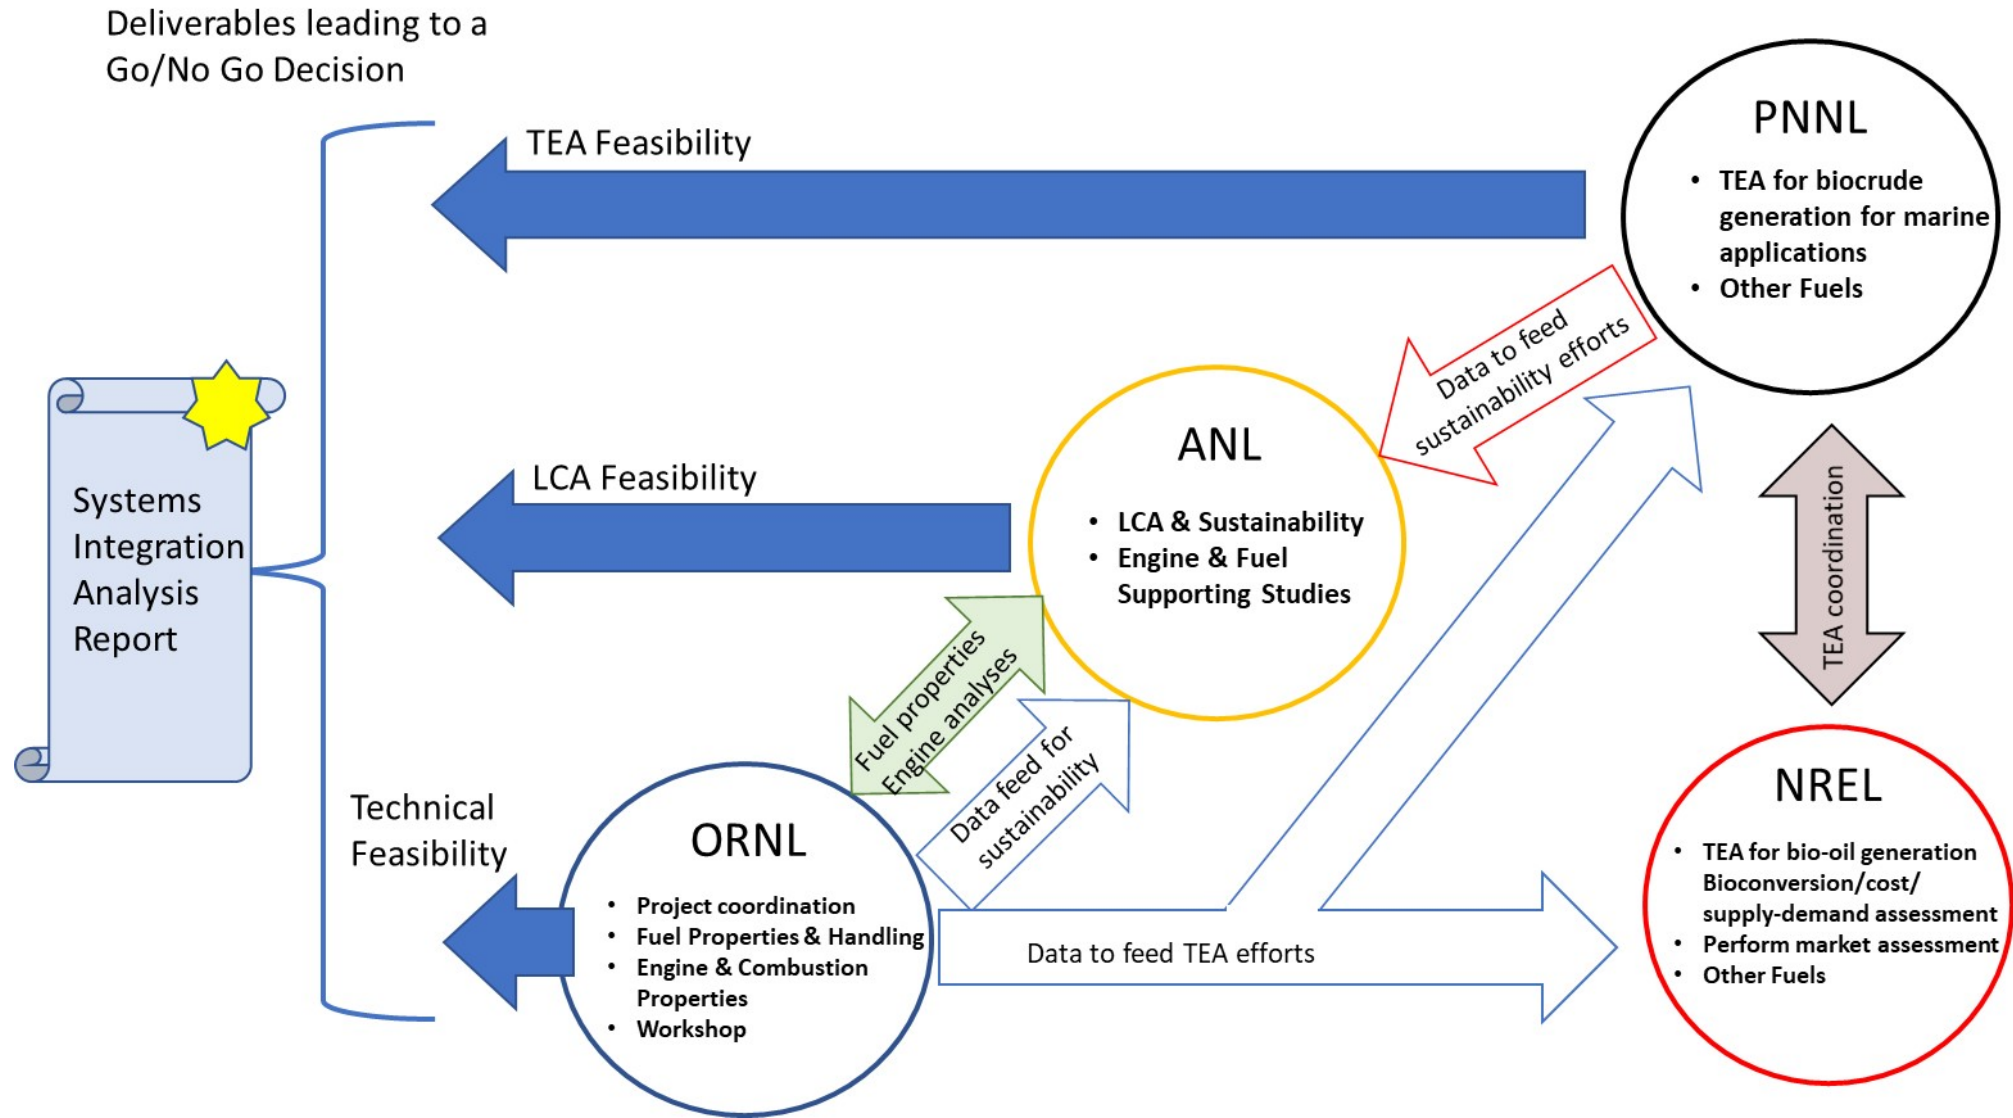 Deliverables leading to a
Go/No Go Decision
TEA Feasibility
PNNL
• TEA for biocrude
generation for marine
applications
• Other Fuels
Data to feed
sustainability efforts
LCA Feasibility
ANL
• LCA & Sustainability
• Engine & Fuel
Supporting Studies
TEA coordination
Systems
Integration
Analysis
Report
Fuel properties
Engine analyses
Data feed for
sustainability
Technical
Feasibility
ORNL
• Project coordination
• Fuel Properties & Handling
• Engine & Combustion
Properties
• Workshop
Data to feed TEA efforts
NREL
• TEA for bio-oil generation
Bioconversion/cost/
supply-demand assessment
• Perform market assessment
• Other Fuels